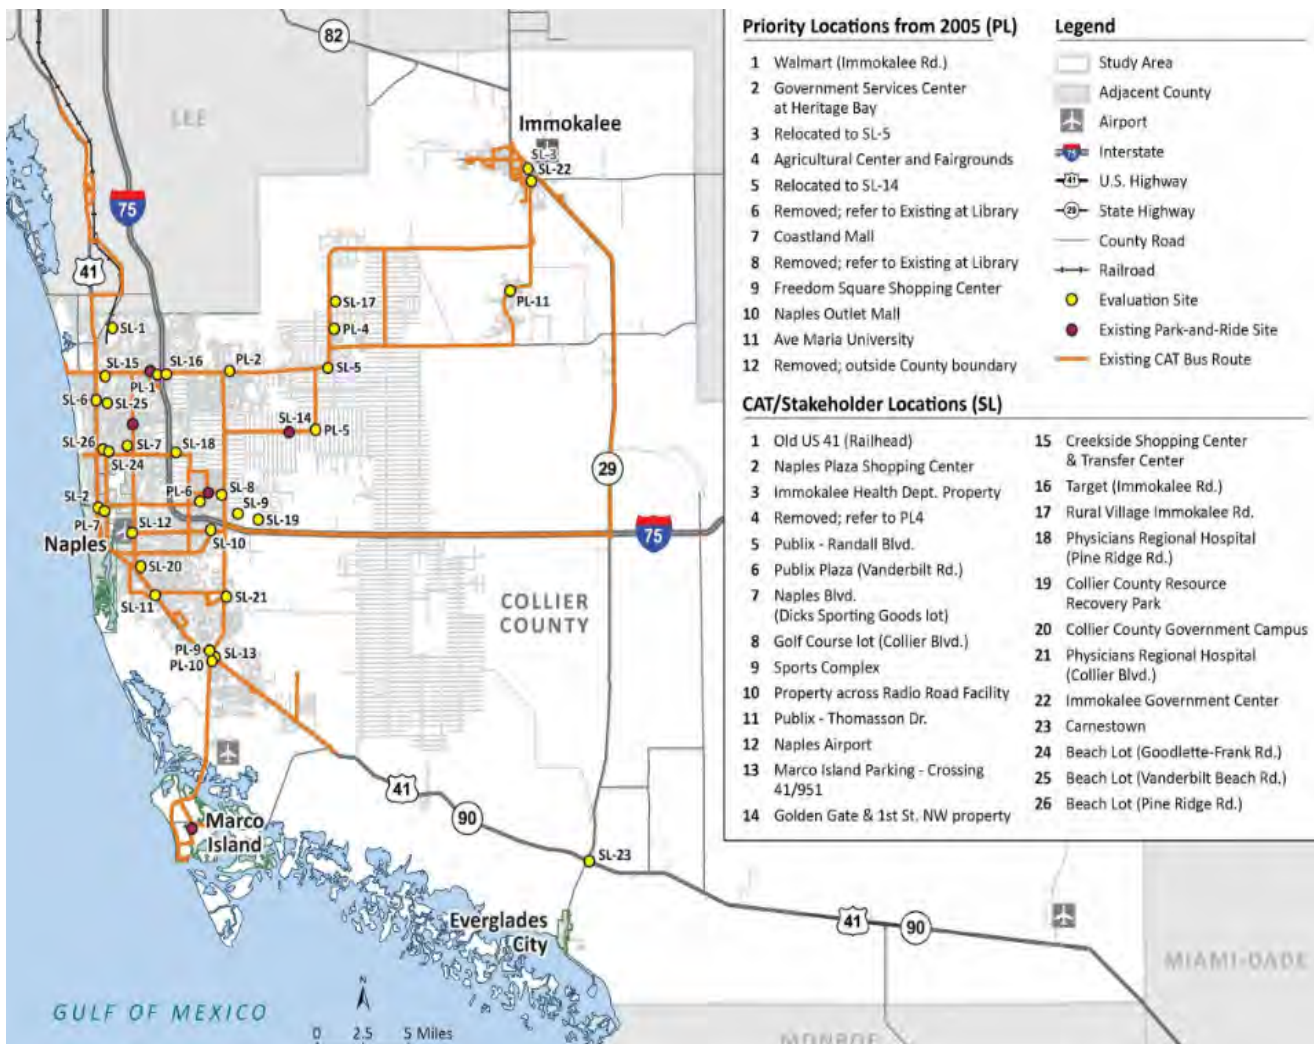 Priority Locations from 2005 (PL)
1 Walmart (Immokalee Rd.)
2 Government Services Center
at Heritage Bay
3 Relocated to SL-5
4 Agricultural Center and Fairgrounds
5 Relocated to SL-14
6 Removed; refer to Existing at Library
7 Coastland Mall
8 Removed; refer to Existing at Library
9 Freedom Square Shopping Center
10 Naples Outlet Mall
11 Ave Maria University
12 Removed; outside County boundary
Legend
Study Area
Adjacent County
Airport
75 Interstate
41 U.S. Highway
29 State Highway
County Road
Railroad
Evaluation Site
Existing Park-and-Ride Site
Existing CAT Bus Route
CAT/Stakeholder Locations (SL)
1 Old US 41 (Railhead)
2 Naples Plaza Shopping Center
3 Immokalee Health Dept. Property
4 Removed; refer to PL4
5 Publix - Randall Blvd.
6 Publix Plaza (Vanderbilt Rd.)
7 Naples Blvd.
(Dicks Sporting Goods lot)
8 Golf Course lot (Collier Blvd.)
9 Sports Complex
10 Property across Radio Road Facility
11 Publix - Thomasson Dr.
12 Naples Airport
13 Marco Island Parking - Crossing
41/951
14 Golden Gate & 1st St. NW property
15 Creekside Shopping Center
& Transfer Center
16 Target (Immokalee Rd.)
17 Rural Village Immokalee Rd.
18 Physicians Regional Hospital
(Pine Ridge Rd.)
19 Collier County Resource
Recovery Park
20 Collier County Government Campus
21 Physicians Regional Hospital
(Collier Blvd.)
22 Immokalee Government Center
23 Carnestown
24 Beach Lot (Goodlette-Frank Rd.)
25 Beach Lot (Vanderbilt Beach Rd.)
26 Beach Lot (Pine Ridge Rd.)
82
LEE
Immokalee
SL-3
SL-22
75
41
SL-17
PL-11
SL-1
PL-4
SL-15
SL-16
PL-2
PL-1
SL-5
SL-6
SL-25
SL-14
PL-5
SL-26
SL-7
SL-18
SL-24
29
PL-6
SL-8
SL-2
SL-9
SL-19
PL-7
SL-12
75
Naples
SL-10
SL-20
SL-11
SL-21
COLLIER
COUNTY
PL-9
SL-13
PL-10
41
90
Marco
Island
SL-23
Everglades
City
41
90
MIAMI-DADE
GULF OF MEXICO
N
0 2.5 5 Miles
MONROE